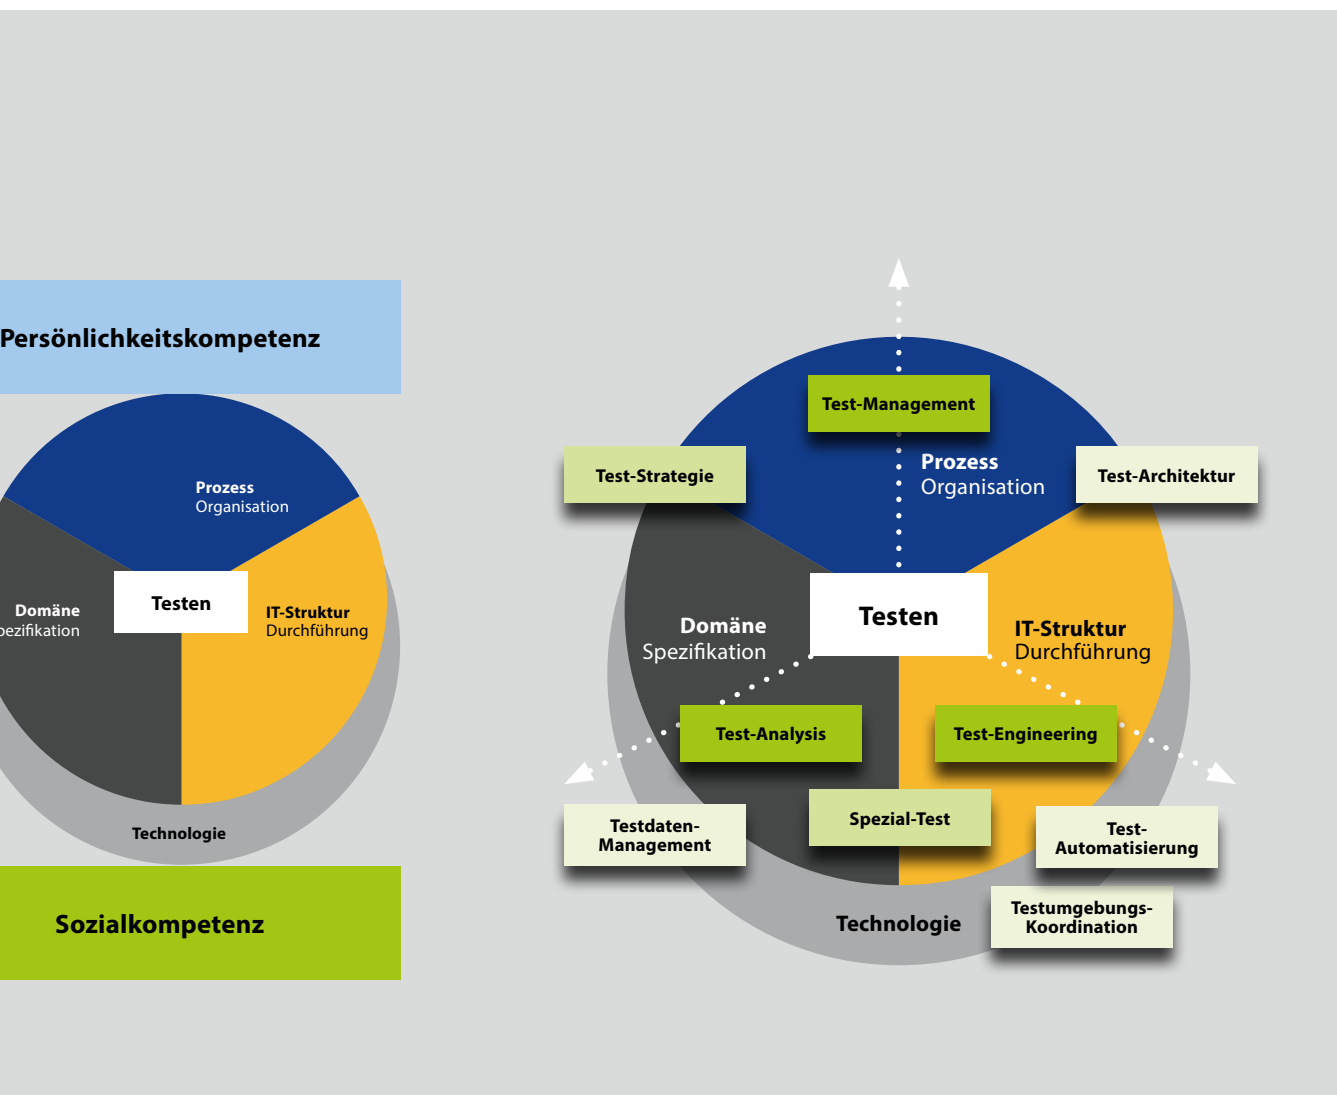 Persönlichkeitskompetenz
Prozess
Organisation
Testen
Domäne
pezifikation
IT-Struktur
Durchführung
Technologie
Sozialkompetenz
Test-Management
Test-Strategie
Prozess
Organisation
Test-Architektur
Testen
Domäne
Spezifikation
IT-Struktur
Durchführung
Test-Analysis
Test-Engineering
Testdaten-
Management
Spezial-Test
Test-
Automatisierung
Technologie
Testumgebungs-
Koordination